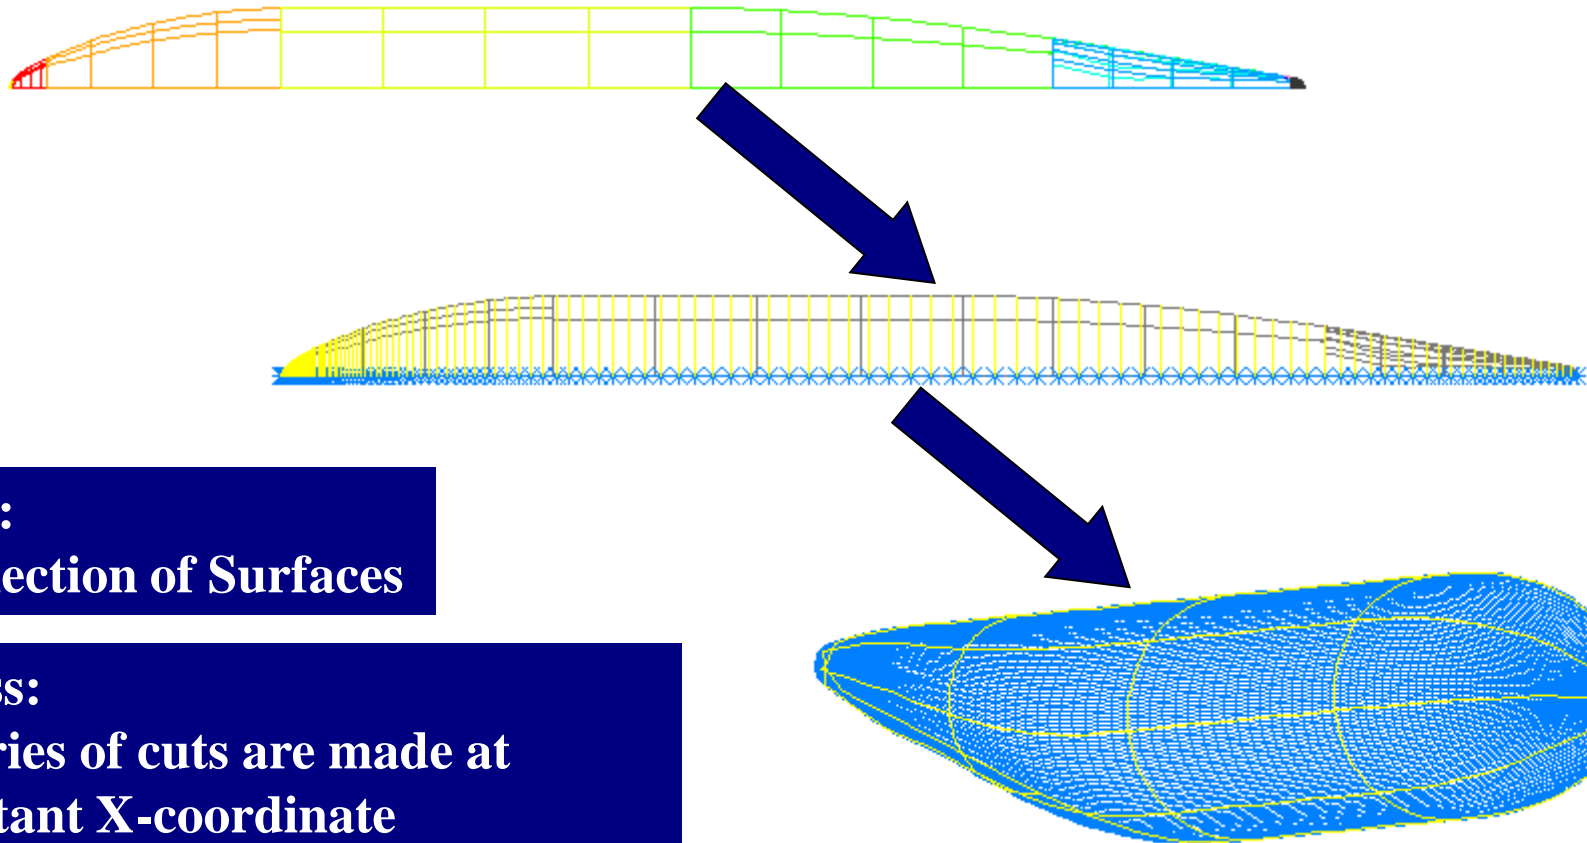 :
ection of Surfaces
ss:
ries of cuts are made at
tant X-coordinate